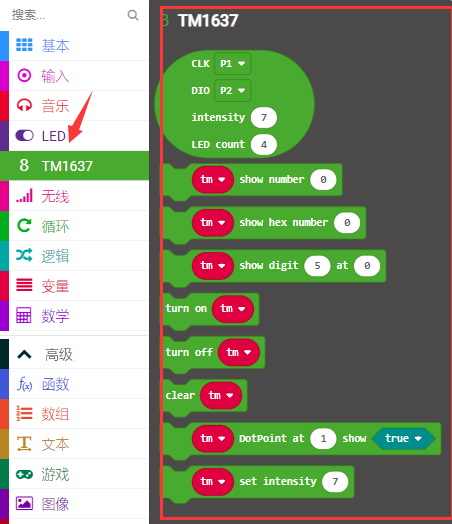 搜索...
基本
输入
音乐
LED
8 TM1637
无线
循环
逻辑
变量
数学
高级
f(x) 函数
数组
文本
游戏
图像
8 TM1637
CLK P1
DIO P2
intensity 7
LED count 4
tm show number 0
tm show hex number 0
tm show digit 5 at 0
turn on tm
turn off tm
clear tm
tm DotPoint at 1 show true
tm set intensity 7